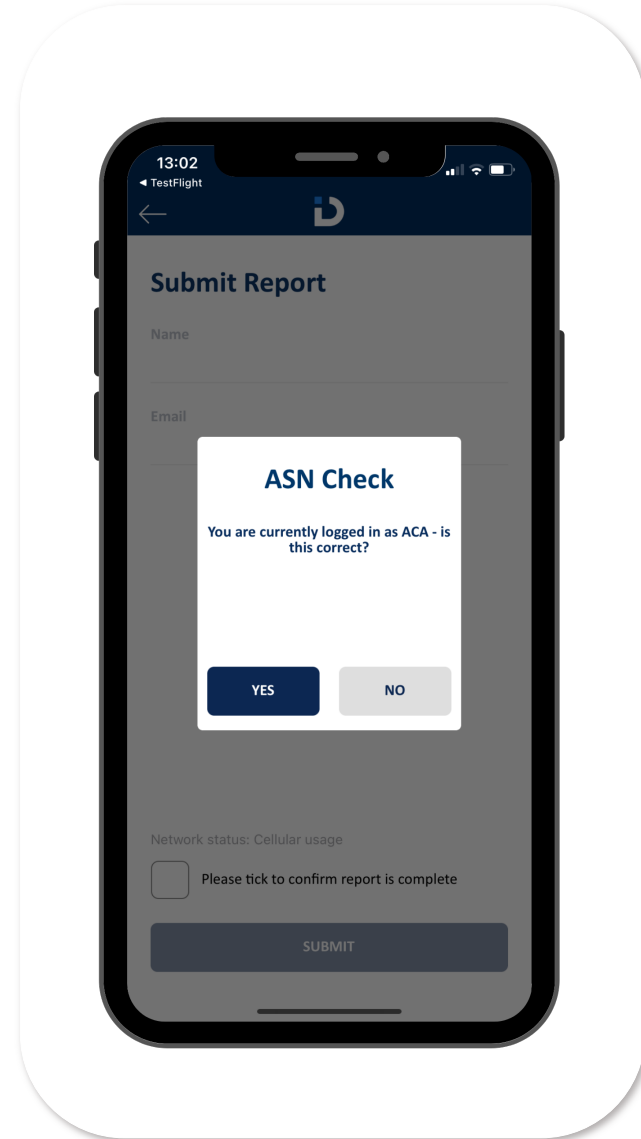 13:02
◀ TestFlight
Submit Report
Name
Email
ASN Check
You are currently logged in as ACA - is
this correct?
YES
NO
Network status: Cellular usage
Please tick to confirm report is complete
SUBMIT